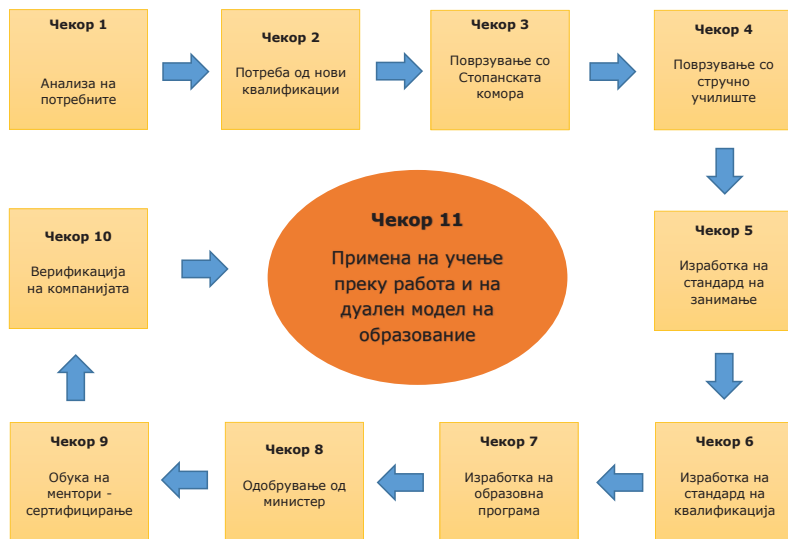 Чекор 1
Анализа на
потребните
Чекор 2
Потреба од нови
квалификации
Чекор 3
Поврзување со
Стопанската
комора
Чекор 4
Поврзување со
стручно
училиште
Чекор 5
Изработка на
стандард на
занимање
Чекор 6
Изработка на
стандард на
квалификација
Чекор 7
Изработка на
образовна
програма
Чекор 8
Одобрување од
министер
Чекор 9
Обука на
ментори -
сертифицирање
Чекор 10
Верификација
на компанијата
Чекор 11
Примена на учење
преку работа и на
дуален модел на
образование